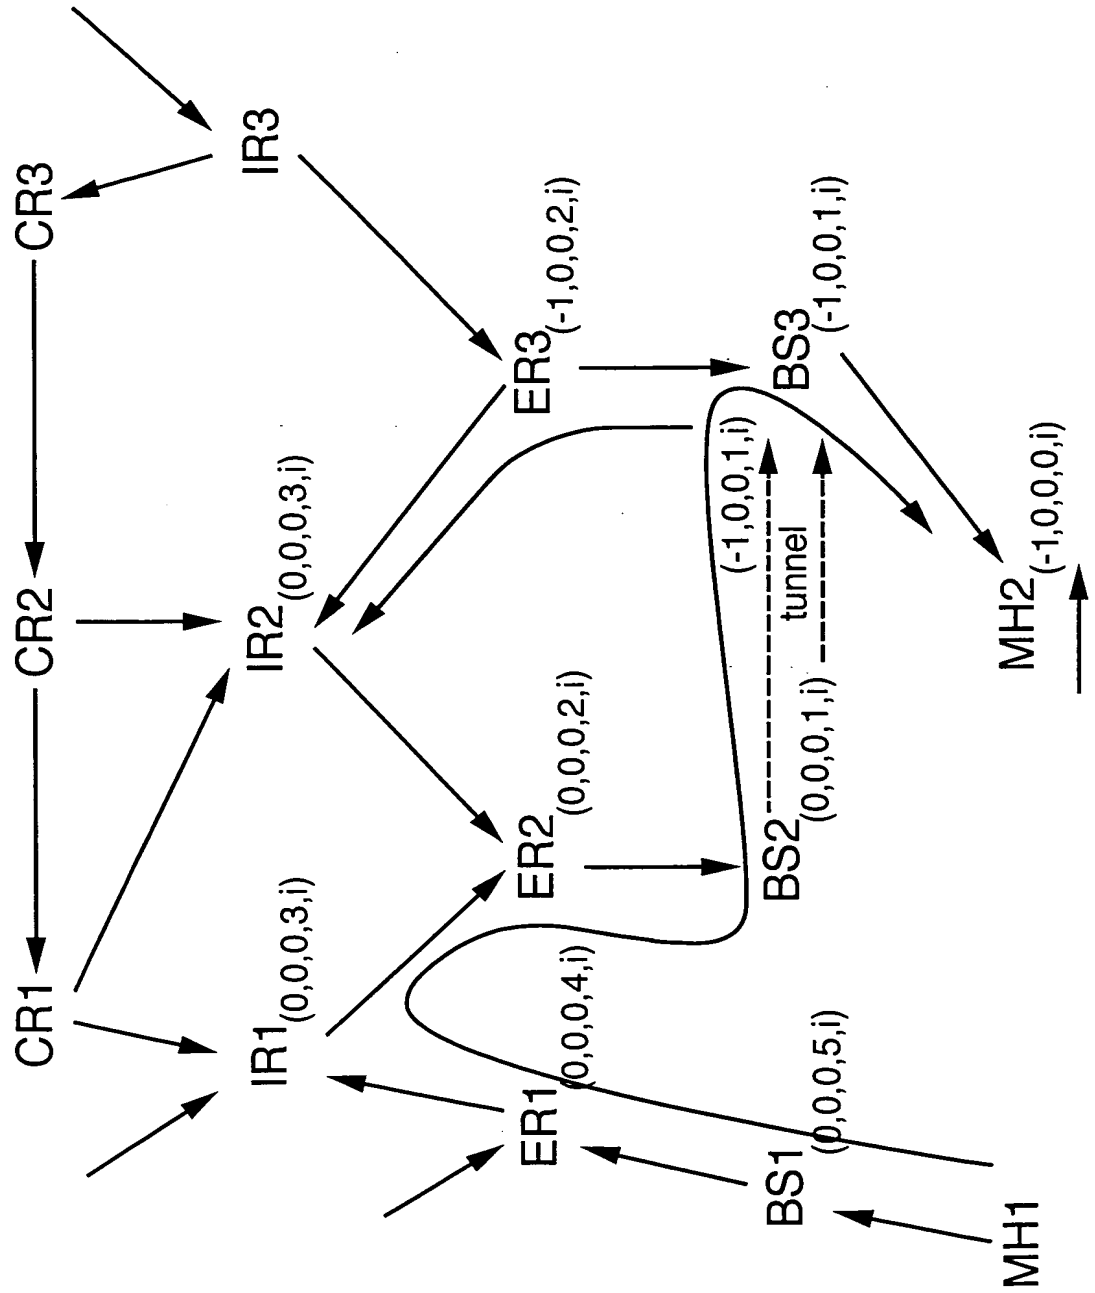 CR1
CR2
CR3
IR1
(0,0,0,3,i)
IR2
(0,0,0,3,i)
IR3
ER1
(0,0,0,4,i)
ER2
(0,0,0,2,i)
ER3
(-1,0,0,2,i)
BS1
(0,0,0,5,i)
BS2
(0,0,0,1,i)
tunnel
(-1,0,0,1,i)
BS3
(-1,0,0,1,i)
MH1
MH2
(-1,0,0,0,i)